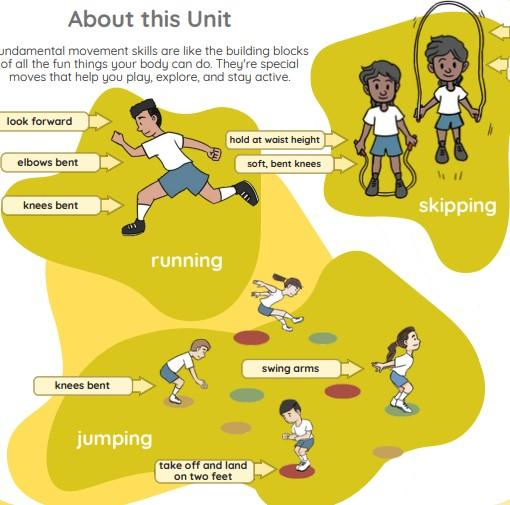 About this Unit
undamental movement skills are like the building blocks
of all the fun things your body can do. They're special
moves that help you play, explore, and stay active.
look forward
elbows bent
knees bent
running
hold at waist height
soft, bent knees
skipping
knees bent
swing arms
jumping
take off and land
on two feet